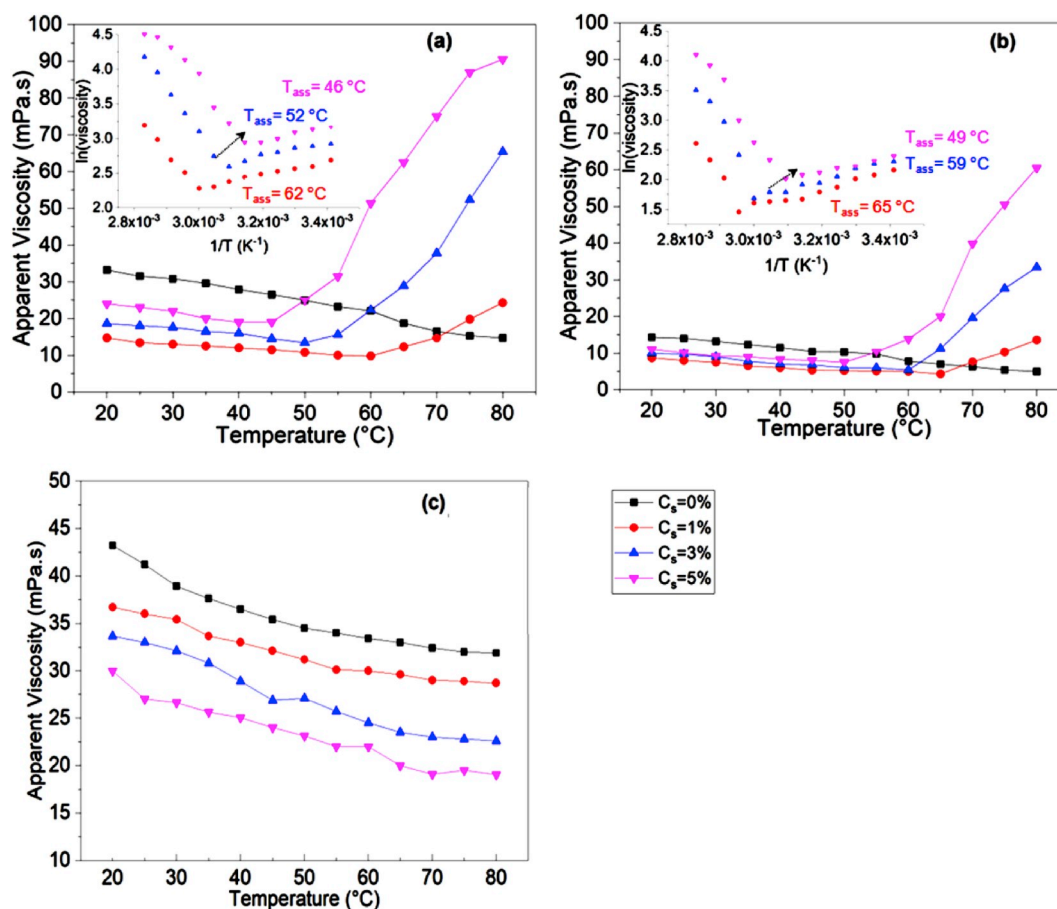 (a)
100
90
80
70
60
50
40
30
20
10
0
Apparent Viscosity (mPa.s)
20 30 40 50 60 70 80
Temperature (°C)
4.5
4.0
3.5
3.0
2.5
2.0
ln(viscosity)
Tass= 46 °C
Tass= 52 °C
Tass= 62 °C
2.8x10-3 3.0x10-3 3.2x10-3 3.4x10-3
1/T (K-1)
(b)
100
90
80
70
60
50
40
30
20
10
0
Apparent Viscosity (mPa.s)
20 30 40 50 60 70 80
Temperature (°C)
4.5
4.0
3.5
3.0
2.5
2.0
1.5
ln(viscosity)
Tass= 49 °C
Tass= 59 °C
Tass= 65 °C
2.8x10-3 3.0x10-3 3.2x10-3 3.4x10-3
1/T (K-1)
(c)
50
45
40
35
30
25
20
15
10
Apparent Viscosity (mPa.s)
20 30 40 50 60 70 80
Temperature (°C)
Cs=0%
Cs=1%
Cs=3%
Cs=5%